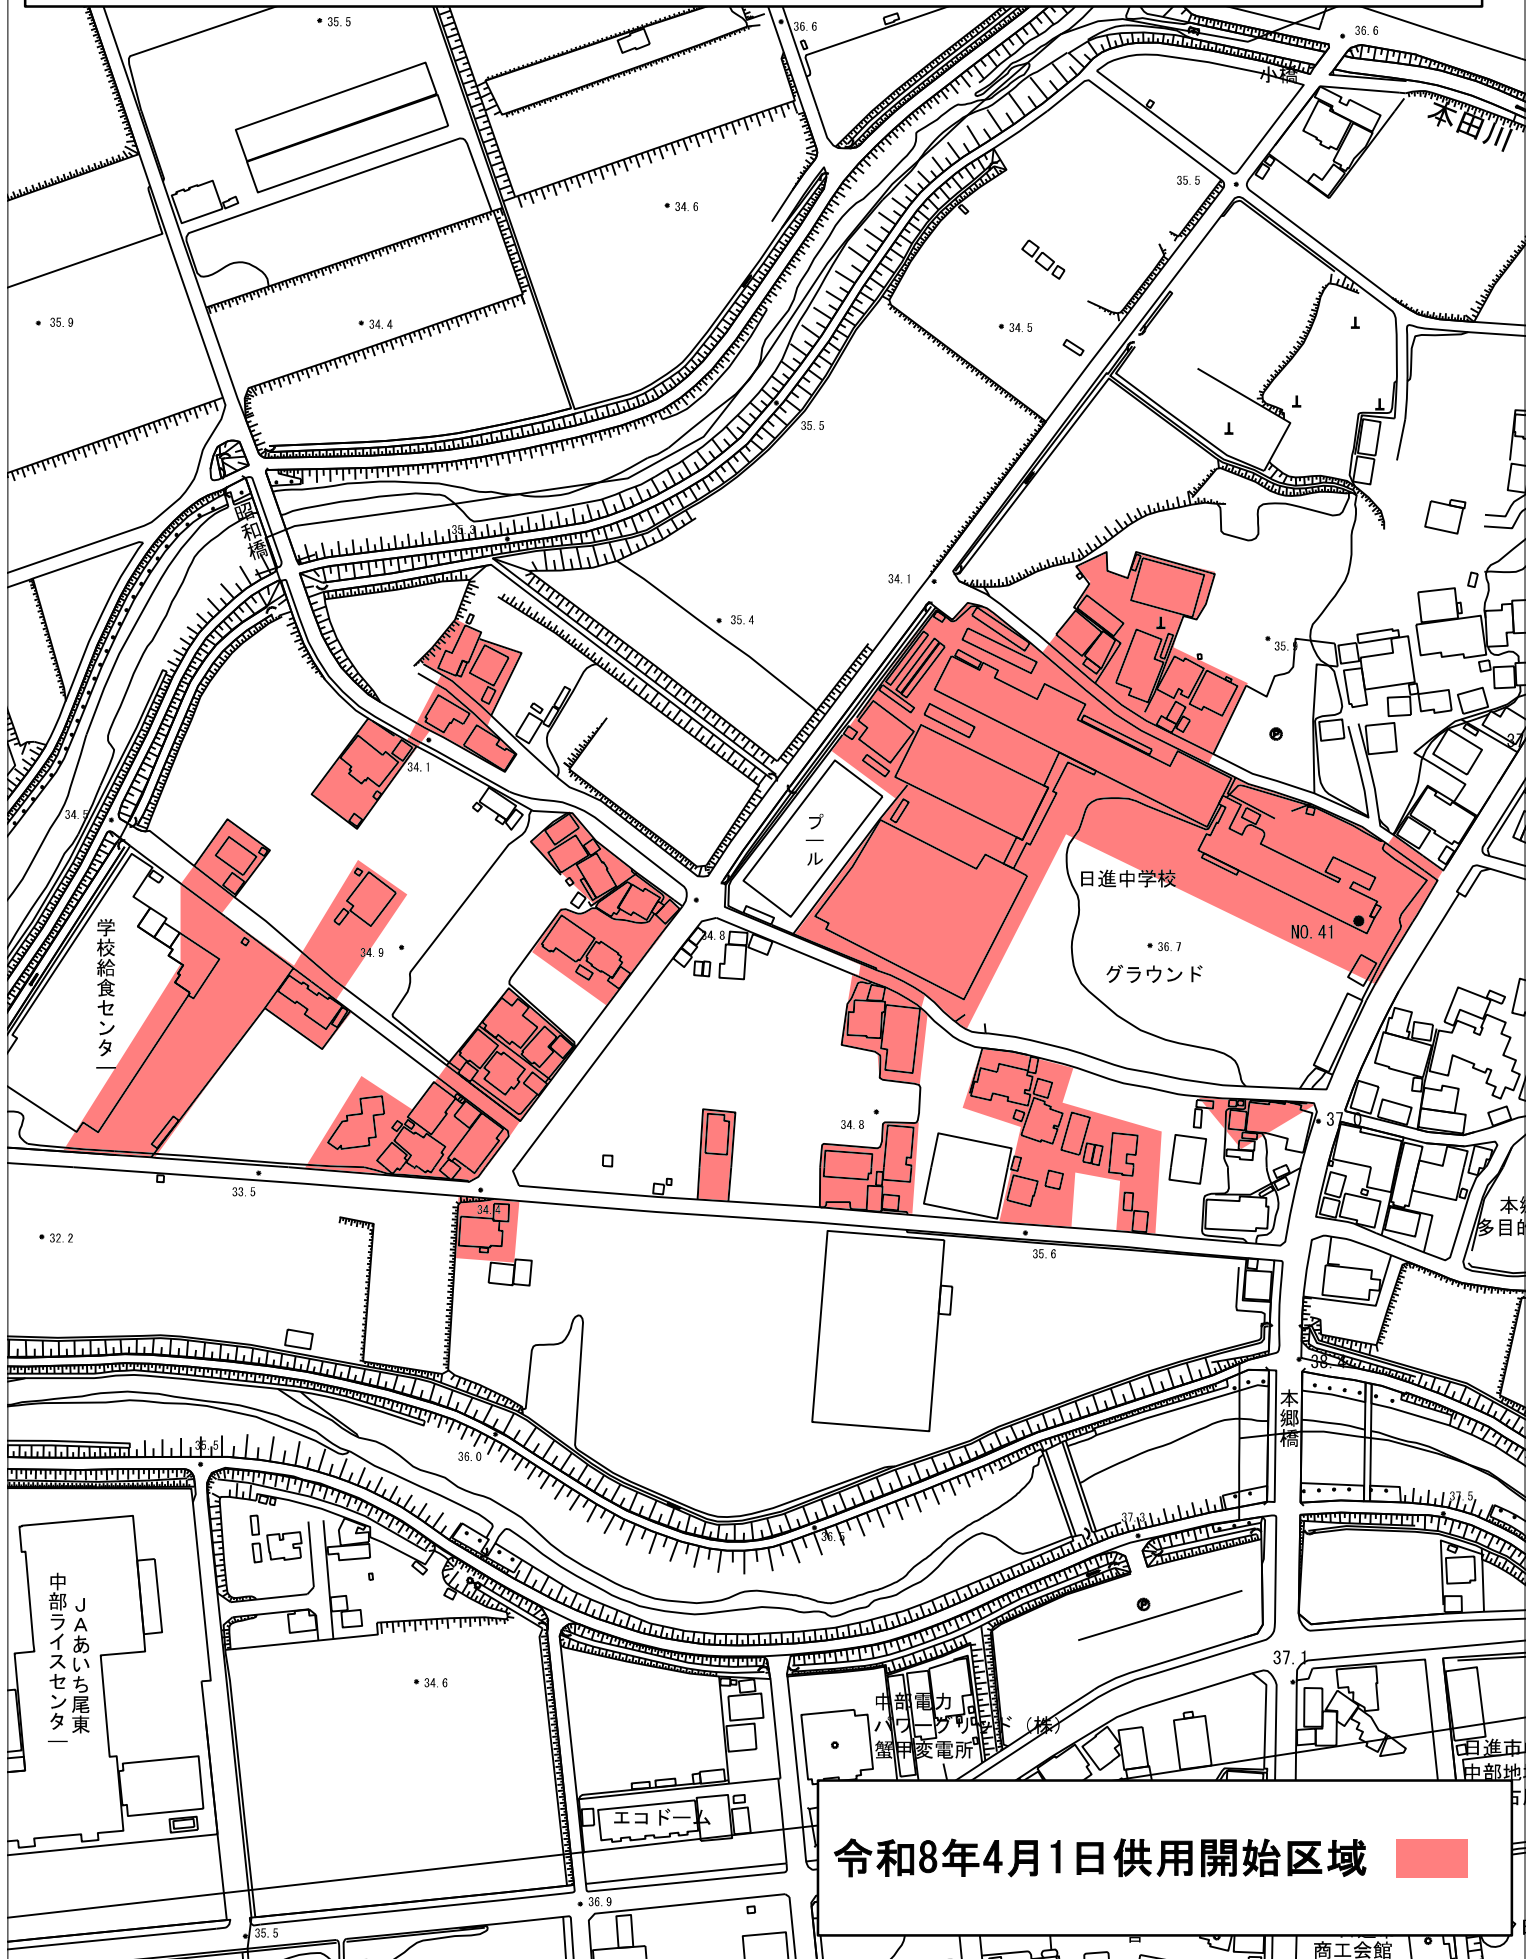 35.5
36.6
36.6
小橋
本田川
35.5
34.6
35.9
34.4
34.5
35.5
昭和橋
35.3
34.1
35.4
35.9
34.1
34.5
プール
日進中学校
NO.41
34.8
36.7
グラウンド
34.9
学校給食センター
34.8
37.0
33.5
34.4
32.2
35.6
多目的
38.4
本郷橋
35.5
36.0
36.5
37.3
37.5
JAあいち尾東
中部ライスセンター
37.1
34.6
中部電力
パワーグリッド(株)
蟹甲変電所
日進市
中部地
エコドーム
令和8年4月1日供用開始区域
36.9
35.5
商工会館